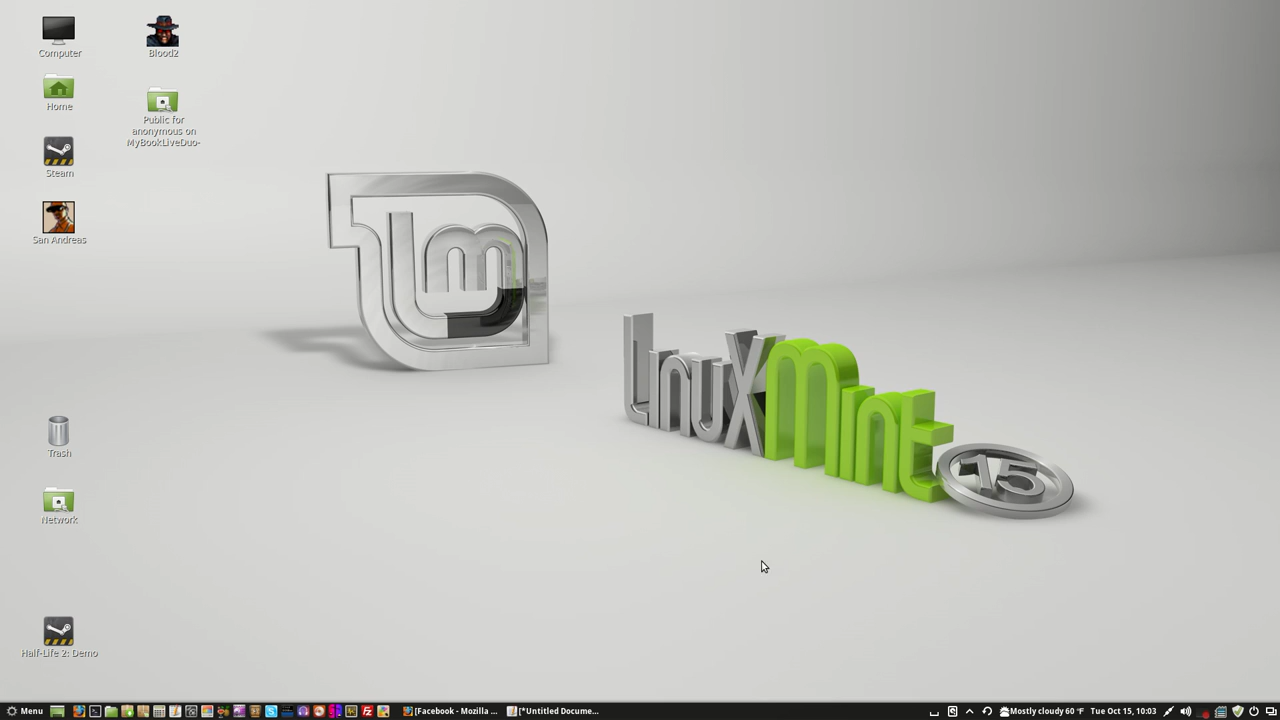 Computer
Blood2
Home
Public for
anonymous on
MyBookLiveDuo-
Steam
San Andreas
lm
LinuxMint
15
Trash
Network
Half-Life 2: Demo
Menu
[Facebook - Mozilla ...
[*Untitled Docume...
Mostly cloudy 60 °F
Tue Oct 15, 10:03